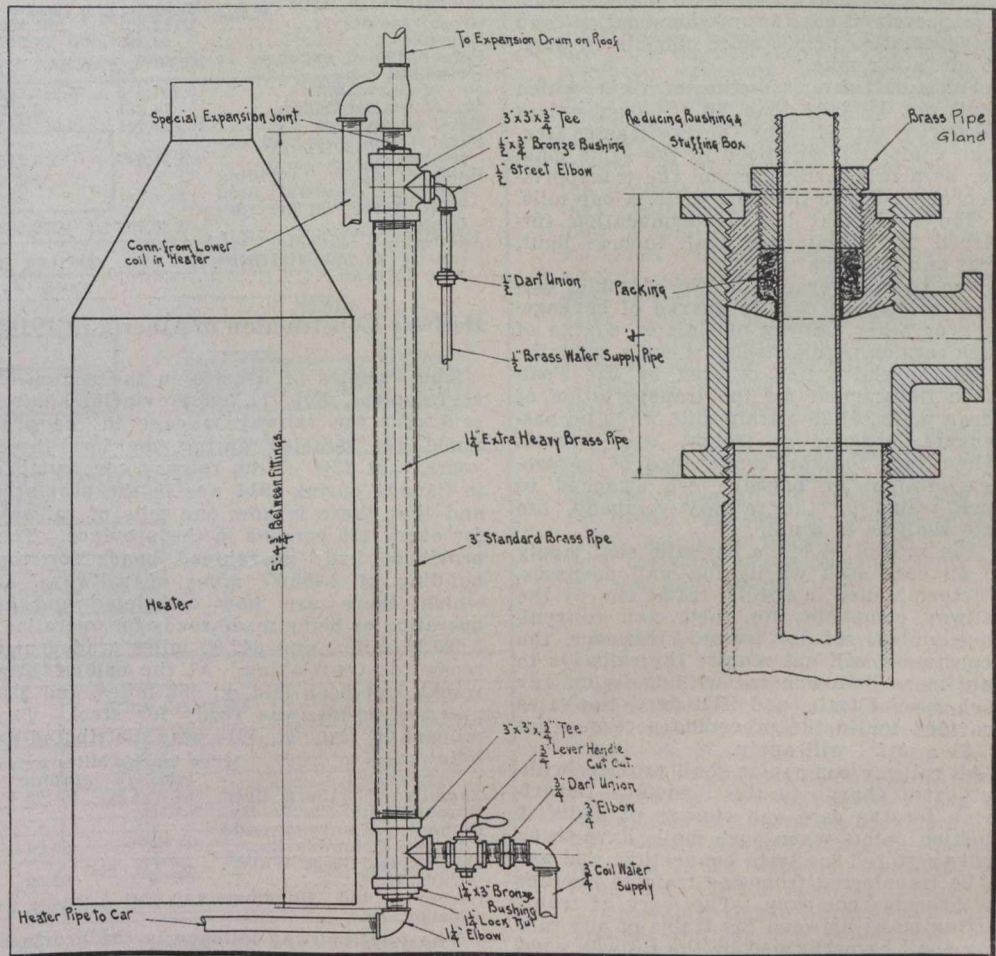 To Expansion Drum on Roof
Special Expansion Joint
3"x3"x 3/4" Tee
1/2" x 3/4" Bronze Bushing
1/2" Street Elbow
Conn. from Lower
coil in Heater
1/2" Dart Union
1/2" Brass Water Supply Pipe
1 1/4" Extra Heavy Brass Pipe
5'-4 3/4" Between Fittings
3" Standard Brass Pipe
Heater
3"x3"x 3/4" Tee
3/4" Lever Handle
Cut Cut.
3/4" Dart Union
3/4" Elbow
3/4" Coil Water
Supply
1 1/4"x3" Bronze
Bushing
1 1/4" Lock Nut
1 1/4" Elbow
Heater Pipe to Car
Reducing Bushing &
Stuffing Box
Brass Pipe
Gland
Packing